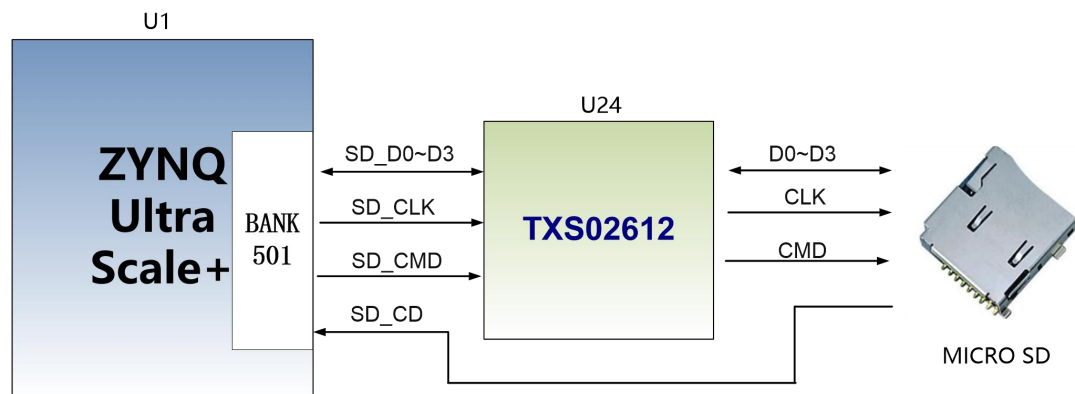 U1
ZYNQ
Ultra
Scale+
BANK
501
SD_D0~D3
SD_CLK
SD_CMD
SD_CD
U24
TXS02612
D0~D3
CLK
CMD
MICRO SD